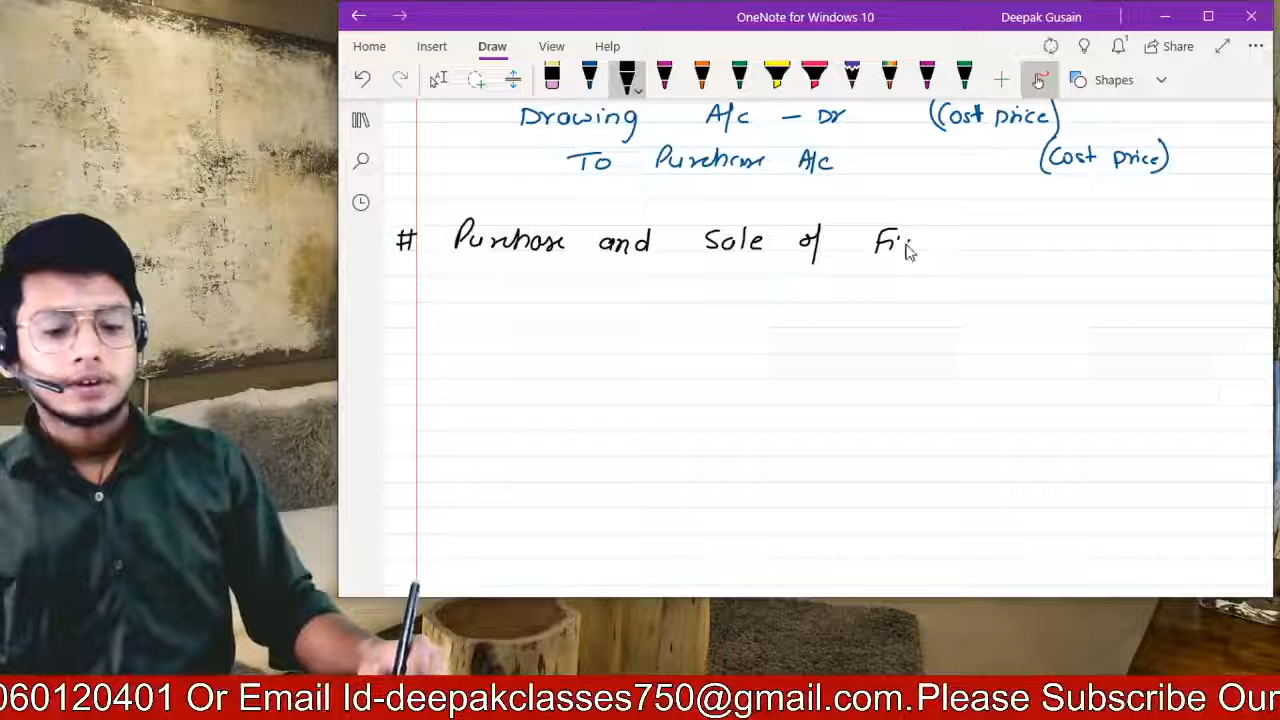 OneNote for Windows 10
Deepak Gusain
Home Insert Draw View Help
Share
Shapes
Drawing A/c - Dr (Cost price)
To Purchase A/c (Cost price)
# Purchase and Sale of Fi
060120401 Or Email Id-deepakclasses750@gmail.com.Please Subscribe Our